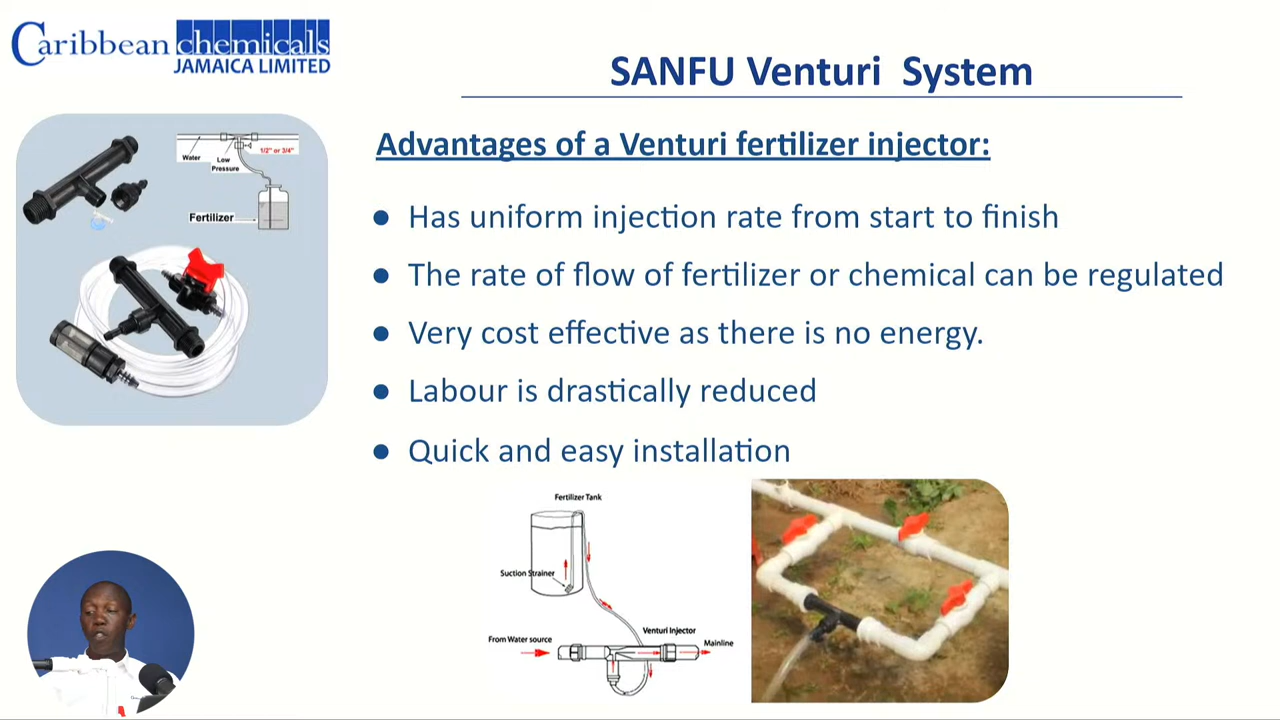 Caribbean chemicals
JAMAICA LIMITED
SANFU Venturi System
Advantages of a Venturi fertilizer injector:
● Has uniform injection rate from start to finish
● The rate of flow of fertilizer or chemical can be regulated
● Very cost effective as there is no energy.
● Labour is drastically reduced
● Quick and easy installation
Water
Low
Pressure
1/2" or 3/4"
Fertilizer
Fertilizer Tank
Suction Strainer
Venturi Injector
From Water source
Mainline